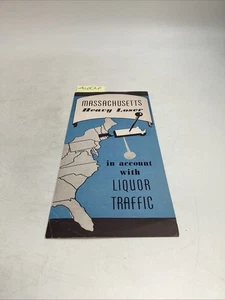 MASSACHUSETTS
Heavy Loser
in account
with
LIQUOR
TRAFFIC